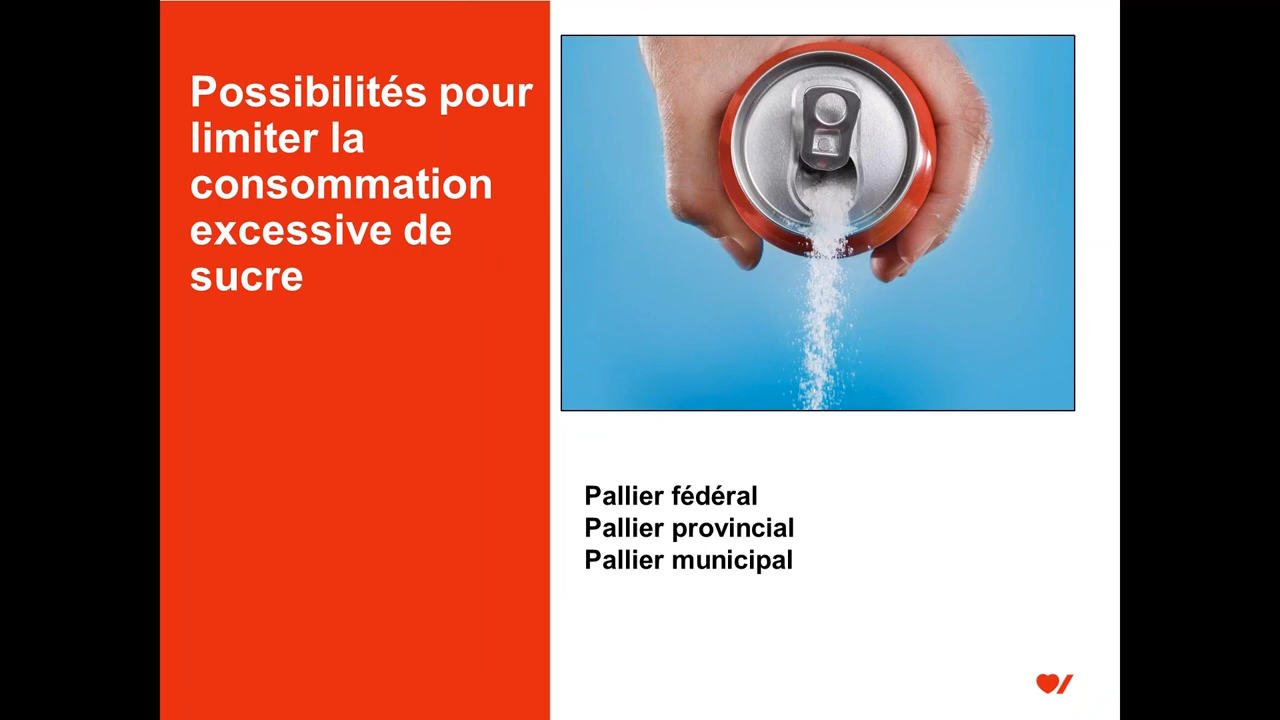 Possibilités pour
limiter la
consommation
excessive de
sucre
Pallier fédéral
Pallier provincial
Pallier municipal